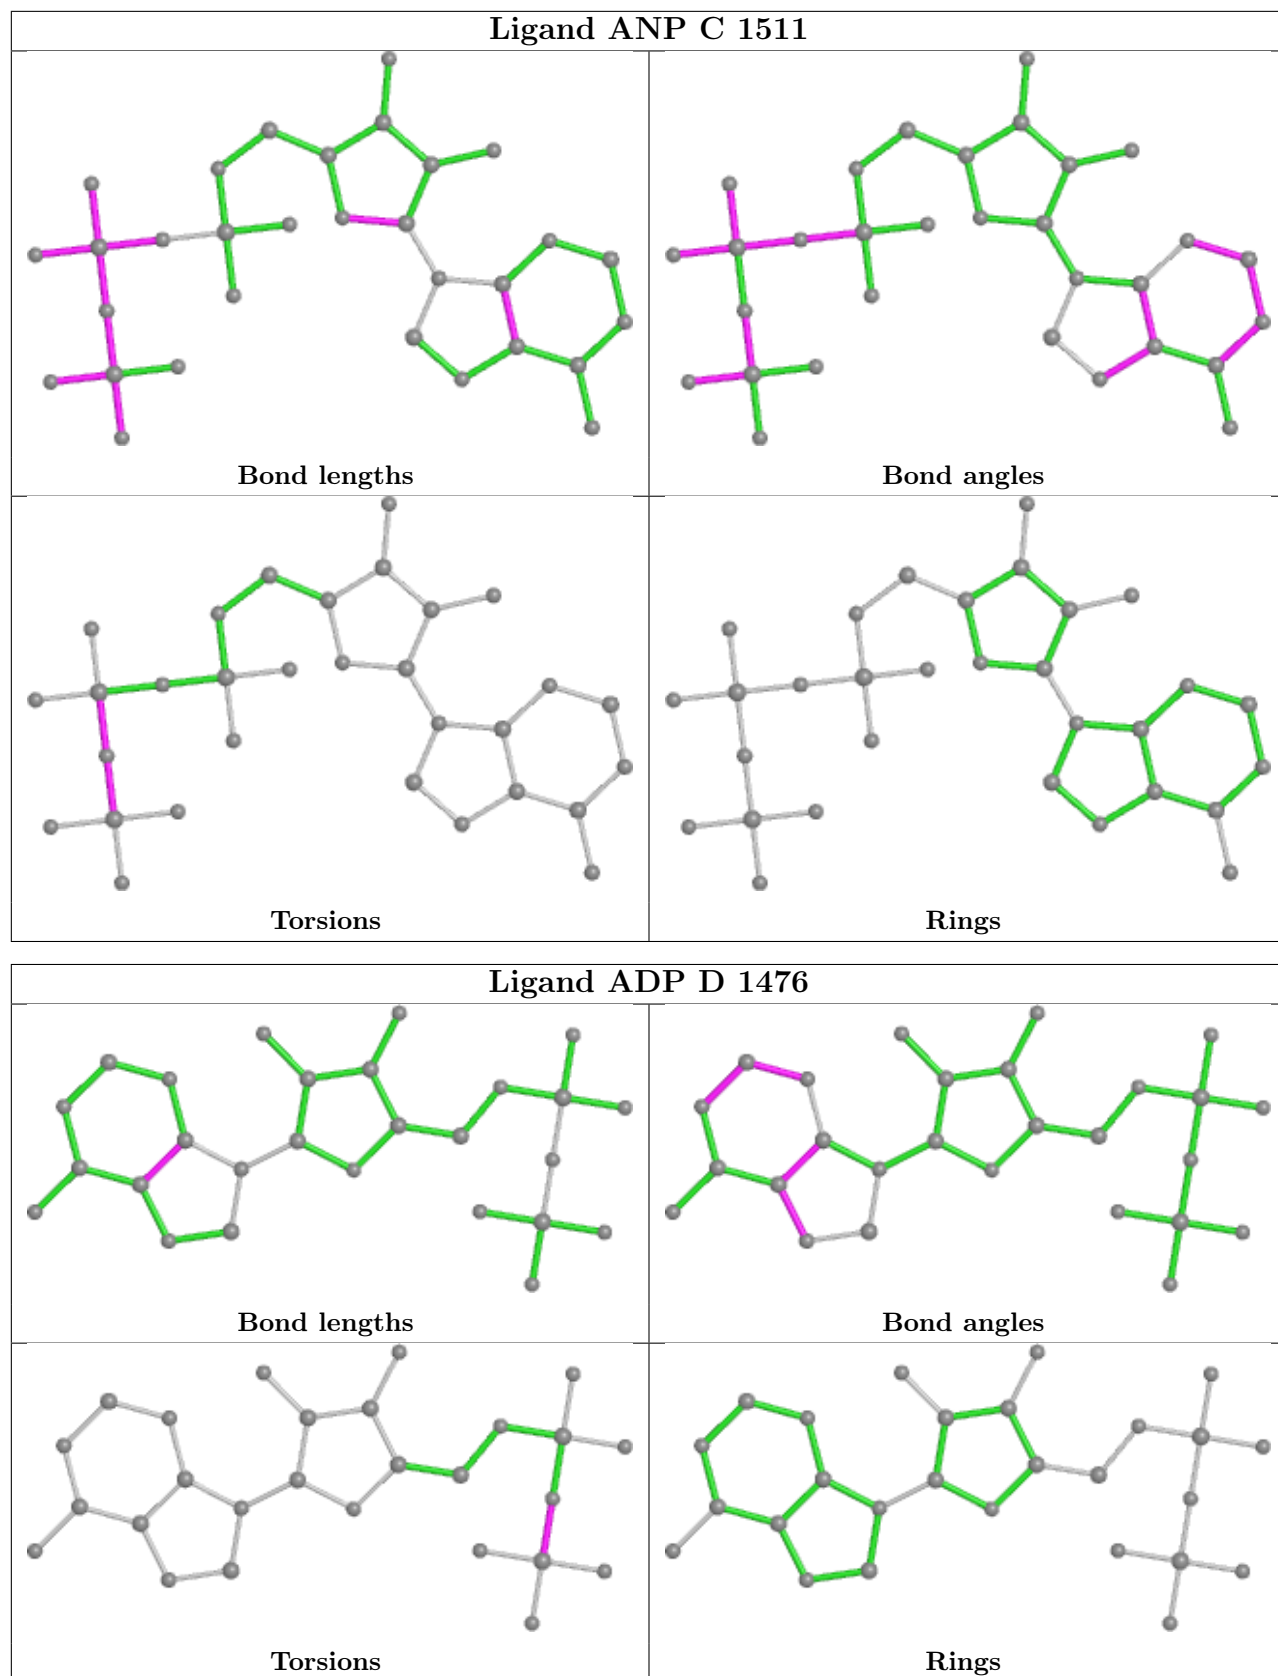 Ligand ANP C 1511
Bond lengths
Bond angles
Torsions
Rings
Ligand ADP D 1476
Bond lengths
Bond angles
Torsions
Rings